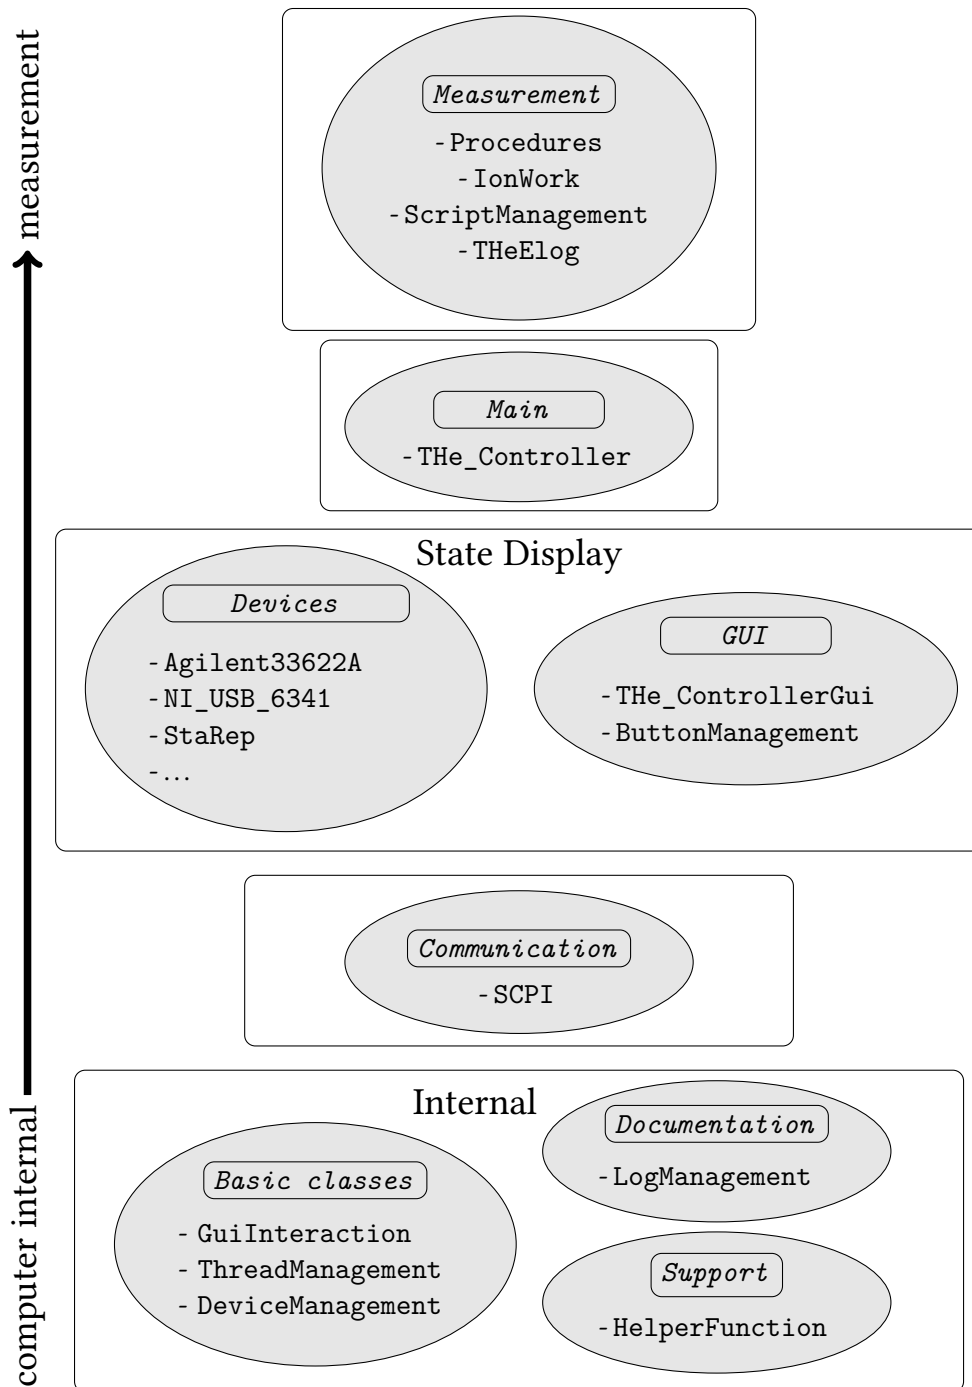 measurement
Measurement
- Procedures
- IonWork
- ScriptManagement
- THeElog
Main
- THe_Controller
State Display
Devices
- Agilent33622A
- NI_USB_6341
- StaRep
- ...
GUI
- THe_ControllerGui
- ButtonManagement
Communication
- SCPI
Internal
Basic classes
- GuiInteraction
- ThreadManagement
- DeviceManagement
Documentation
- LogManagement
Support
- HelperFunction
computer internal